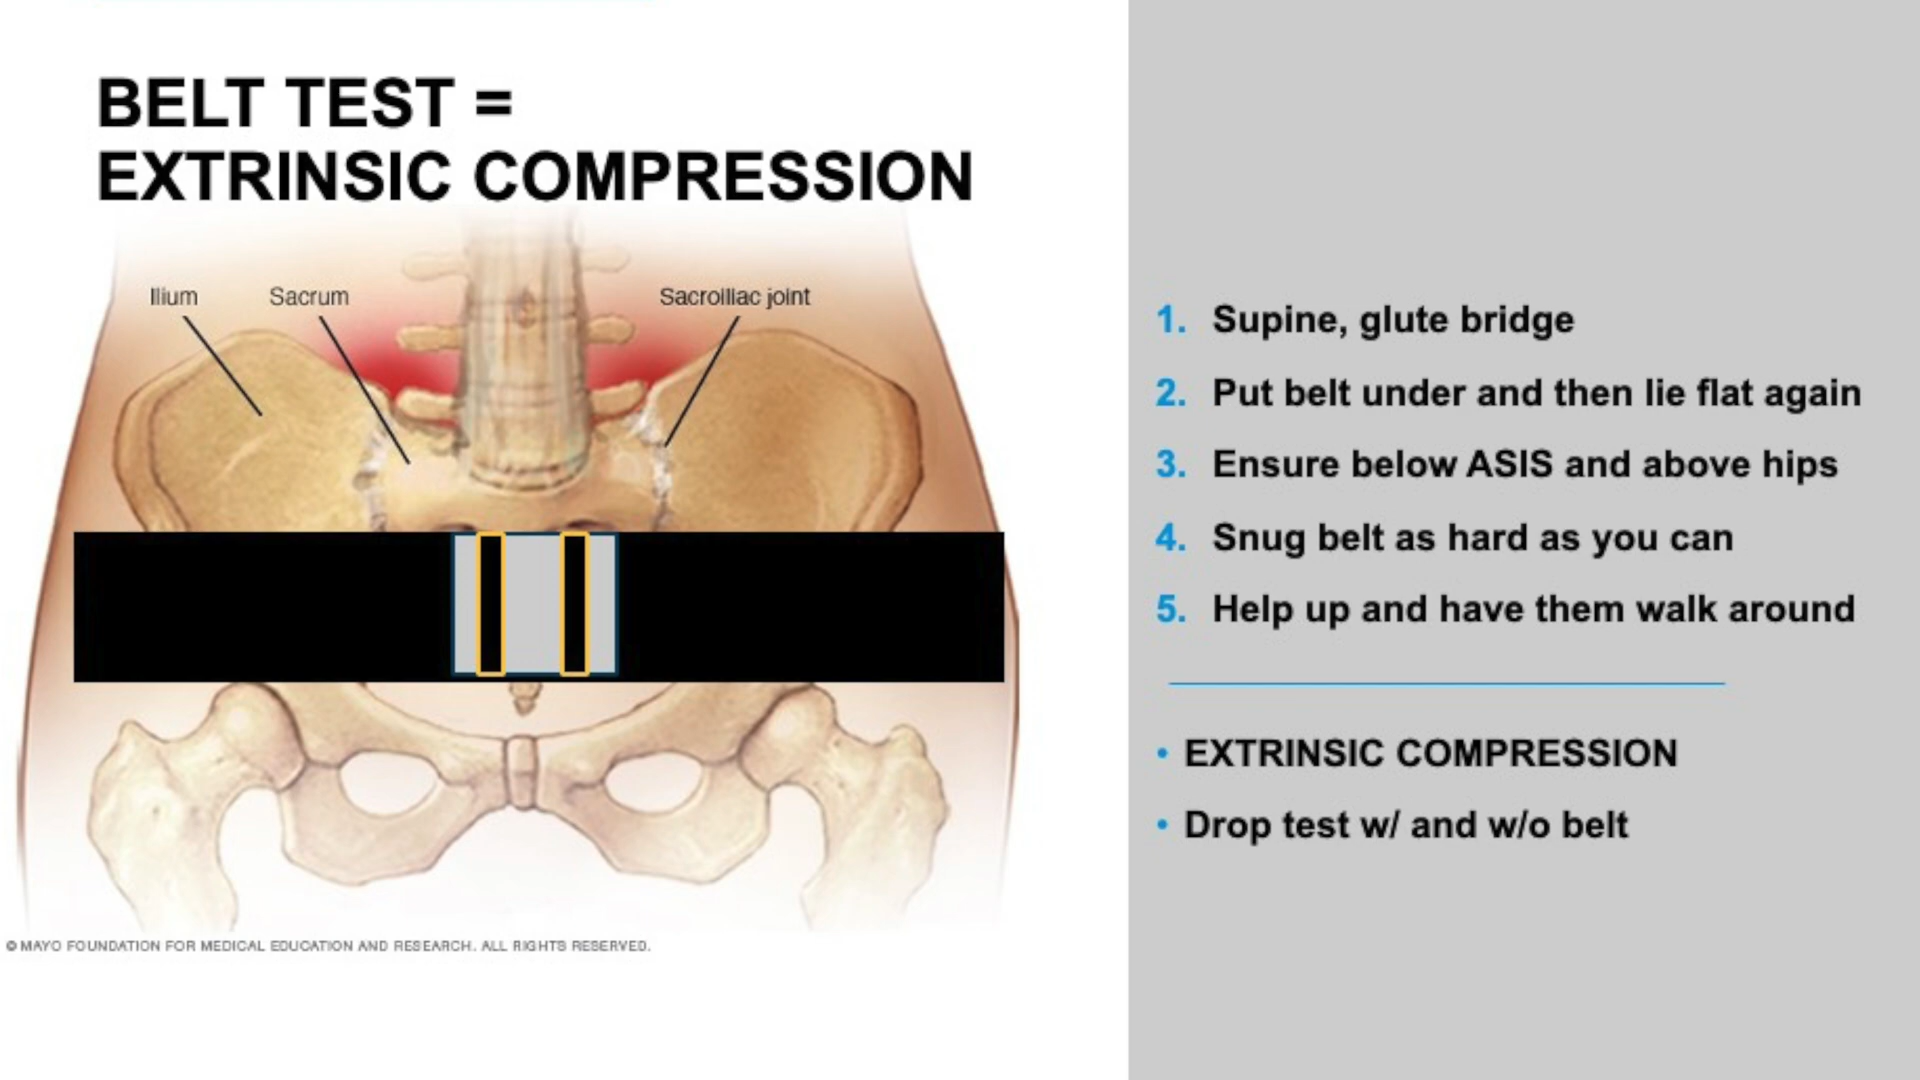 BELT TEST =
EXTRINSIC COMPRESSION
Ilium
Sacrum
Sacroiliac joint
© MAYO FOUNDATION FOR MEDICAL EDUCATION AND RESEARCH. ALL RIGHTS RESERVED.
1. Supine, glute bridge
2. Put belt under and then lie flat again
3. Ensure below ASIS and above hips
4. Snug belt as hard as you can
5. Help up and have them walk around
• EXTRINSIC COMPRESSION
• Drop test w/ and w/o belt